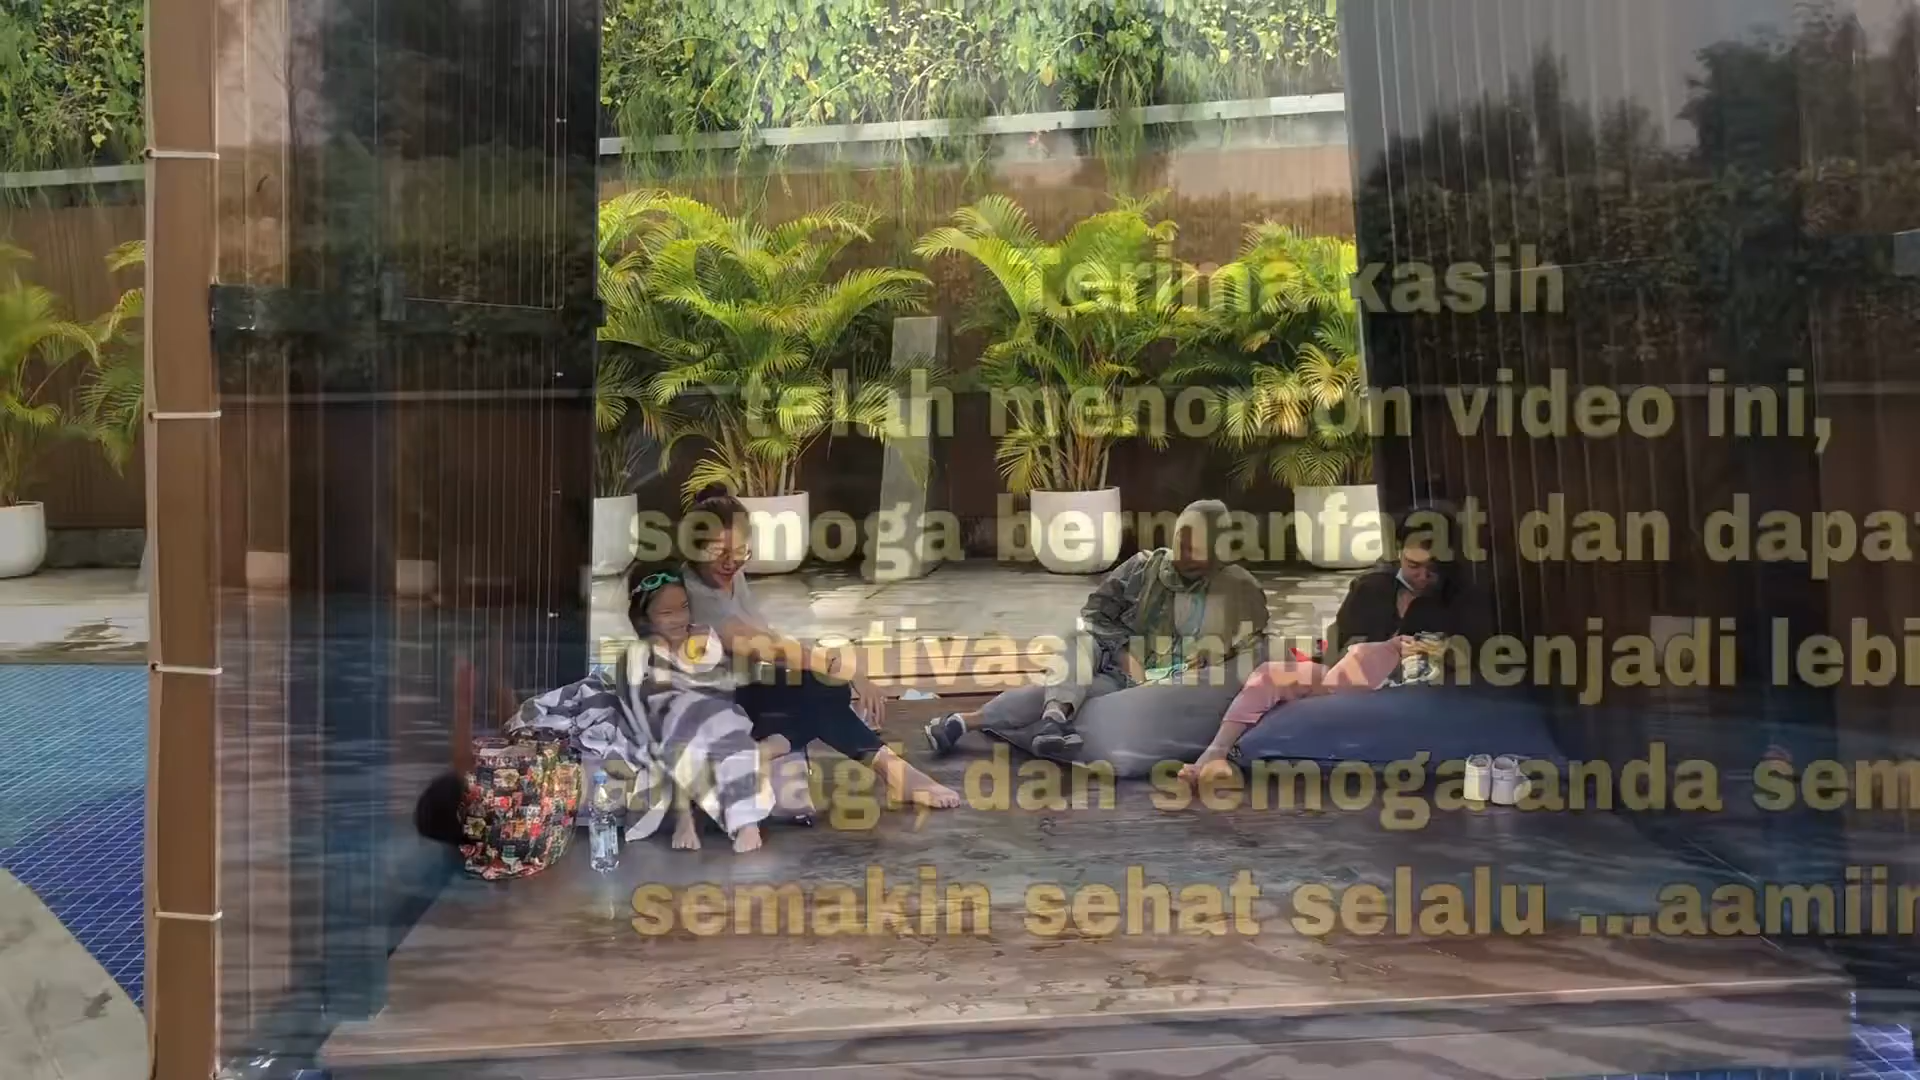 Terima kasih
telah menonton video ini,
semoga bermanfaat dan dapat
memotivasi untuk menjadi lebi
baik lagi, dan semoga anda sem
semakin sehat selalu ...aamiin